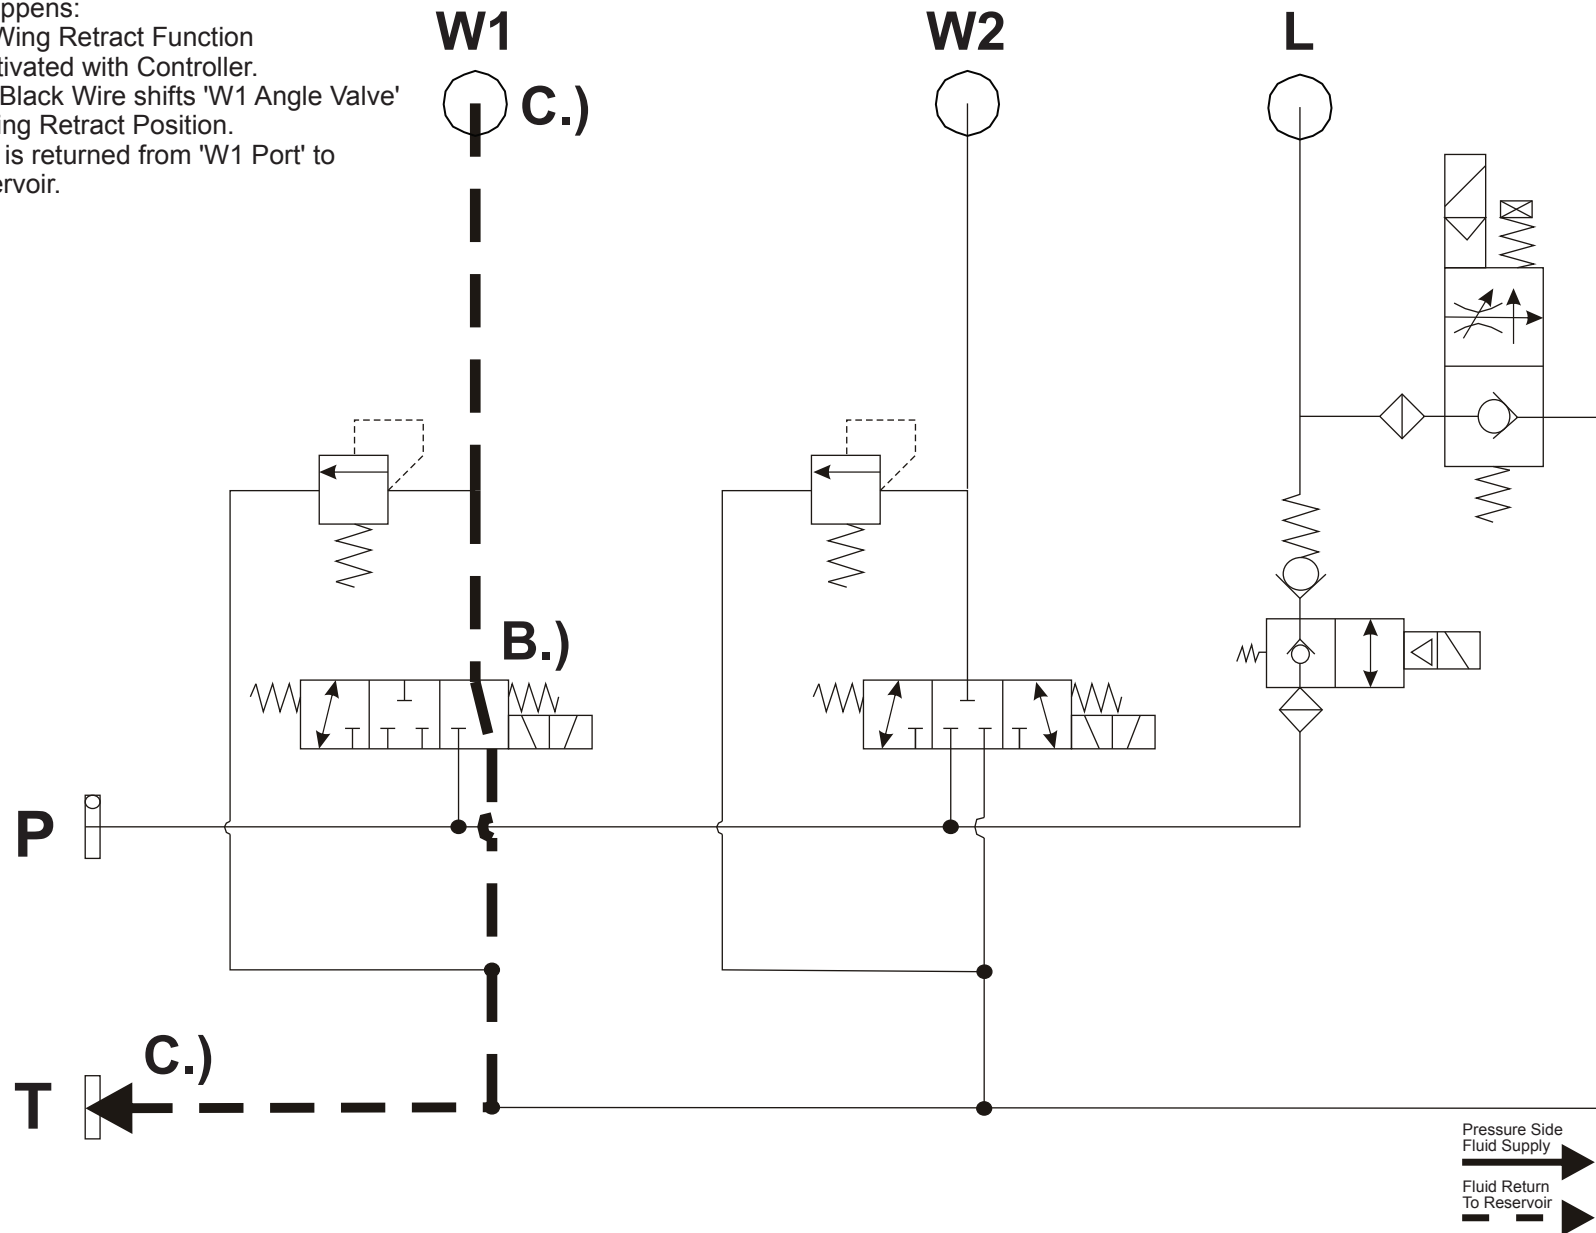 ppens:
Wing Retract Function
tivated with Controller.
Black Wire shifts 'W1 Angle Valve'
ing Retract Position.
is returned from 'W1 Port' to
ervoir.
W1
W2
L
C.)
B.)
P
C.)
T
Pressure Side
Fluid Supply
Fluid Return
To Reservoir